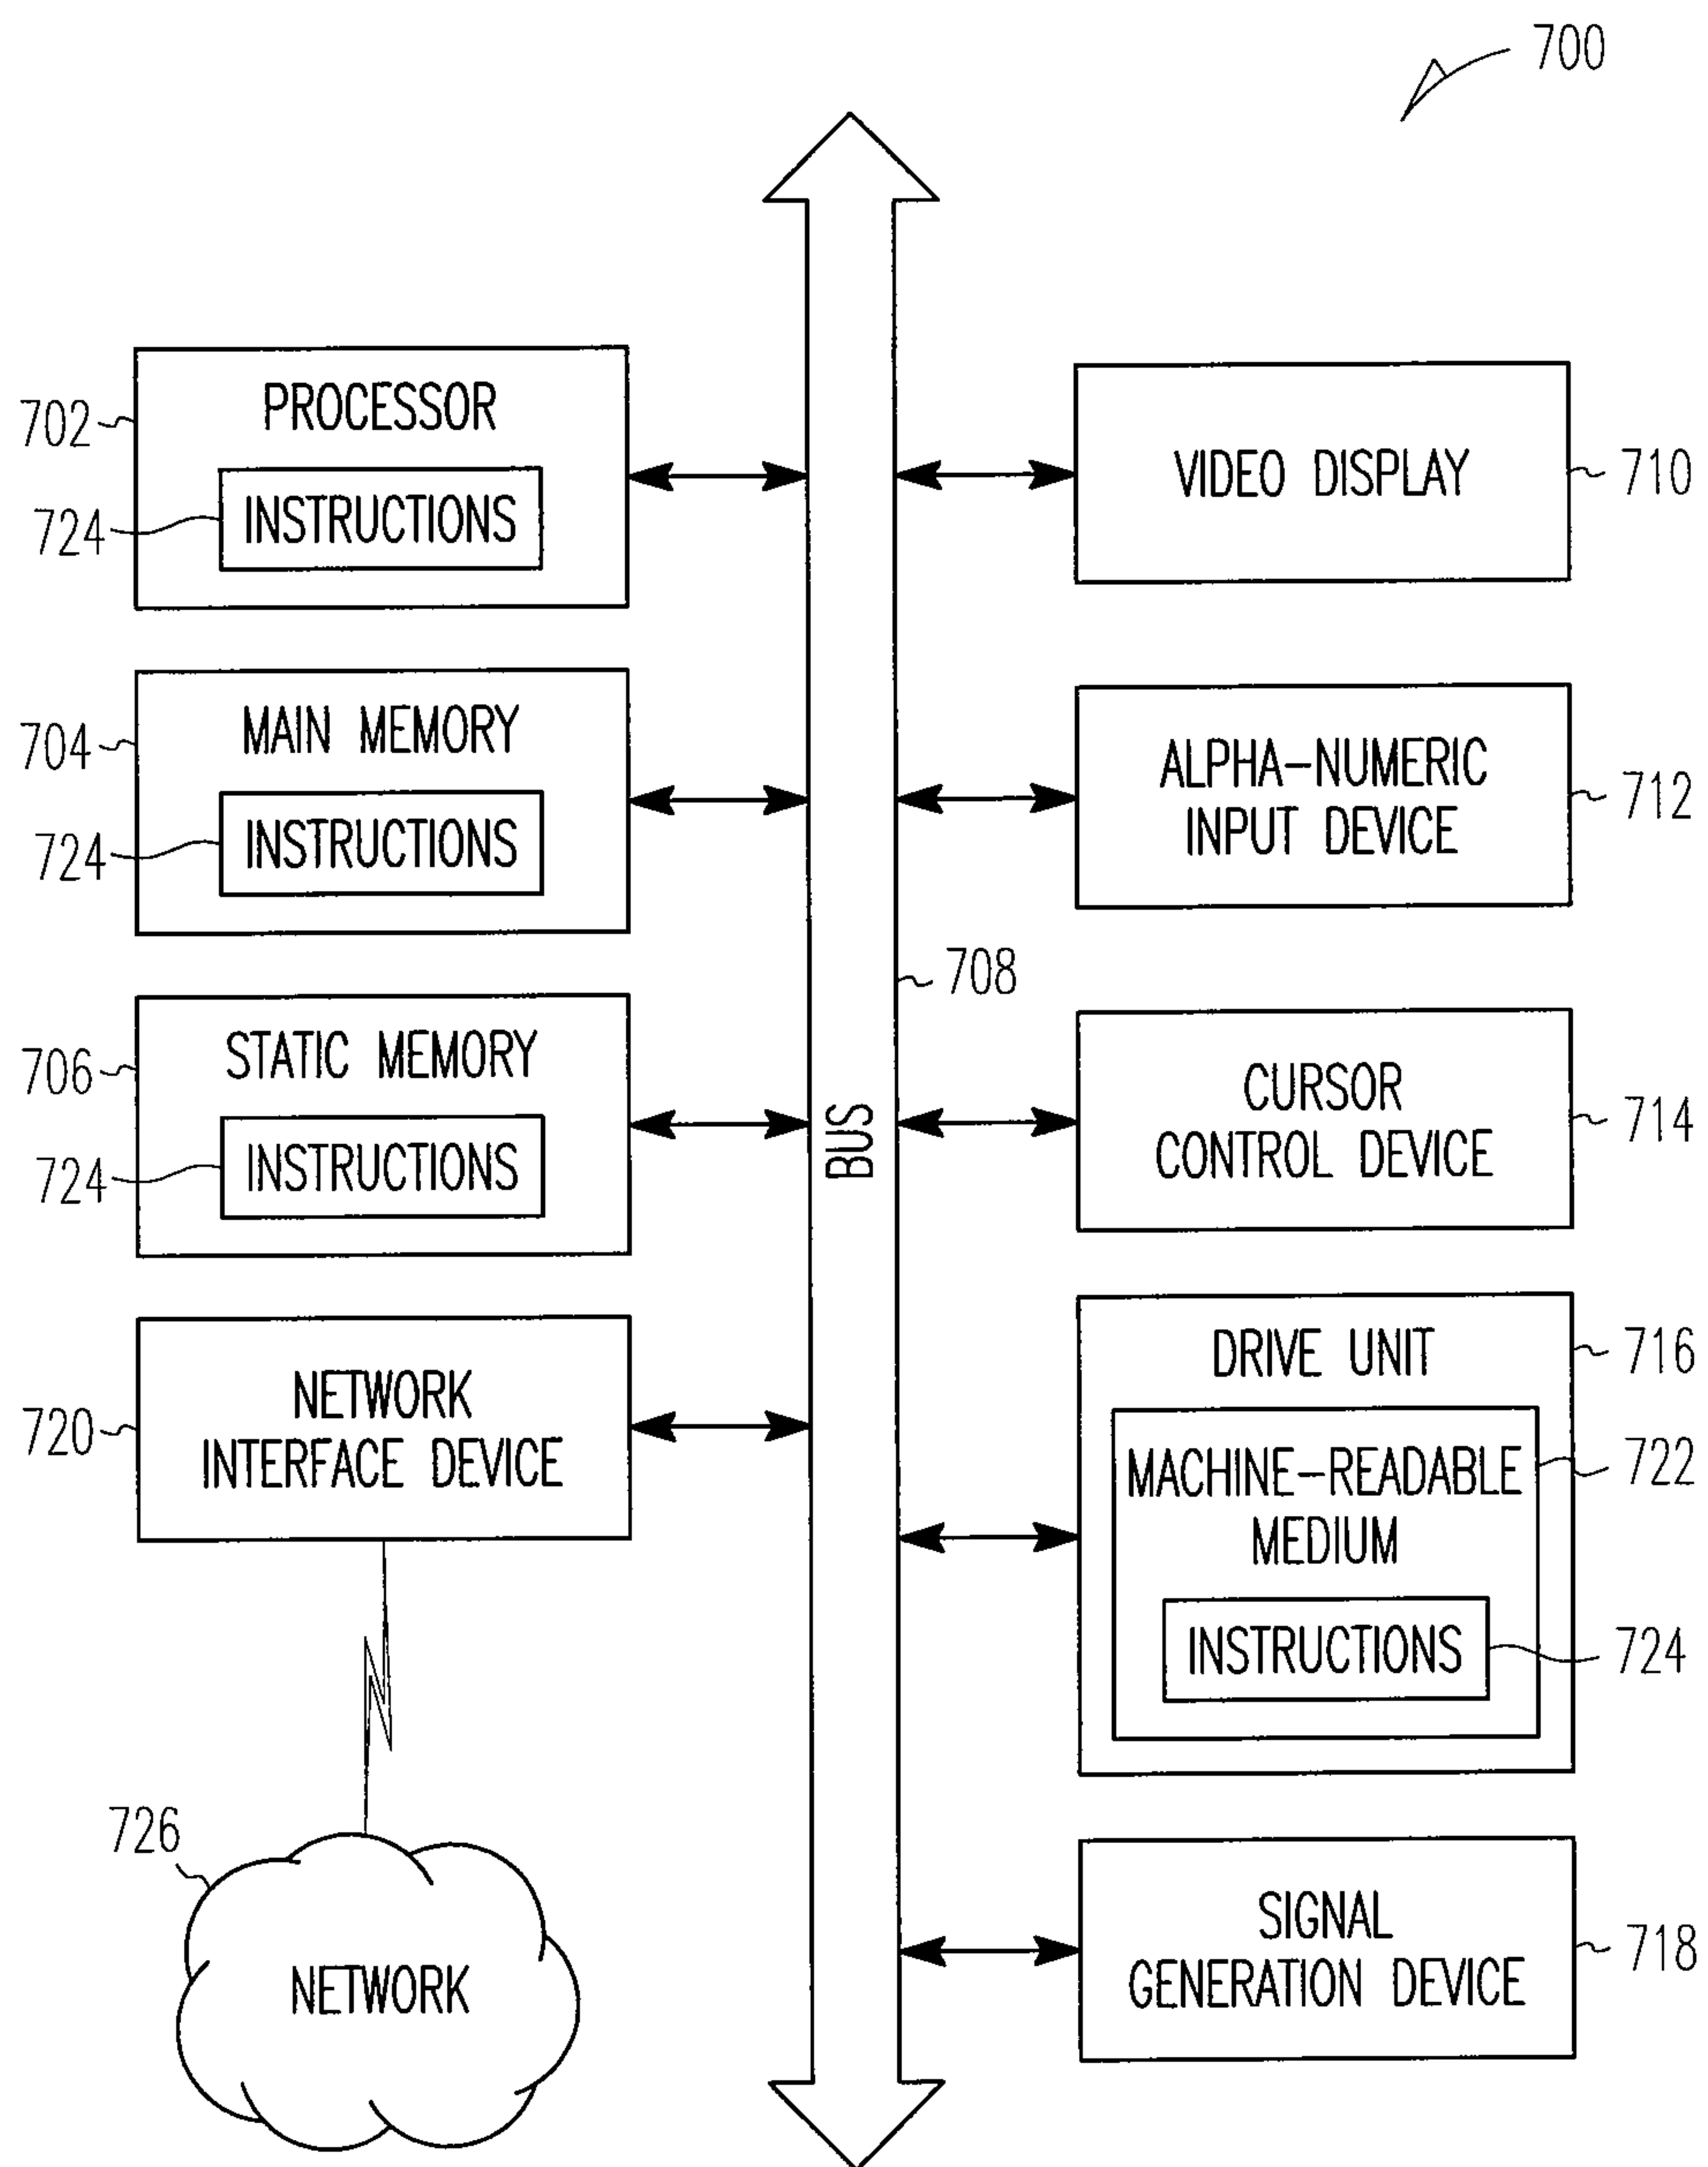 700
PROCESSOR
702
INSTRUCTIONS
724
MAIN MEMORY
704
INSTRUCTIONS
724
STATIC MEMORY
706
INSTRUCTIONS
724
NETWORK
INTERFACE DEVICE
720
726
NETWORK
BUS
708
VIDEO DISPLAY
710
ALPHA-NUMERIC
INPUT DEVICE
712
CURSOR
CONTROL DEVICE
714
DRIVE UNIT
716
MACHINE-READABLE
MEDIUM
722
INSTRUCTIONS
724
SIGNAL
GENERATION DEVICE
718